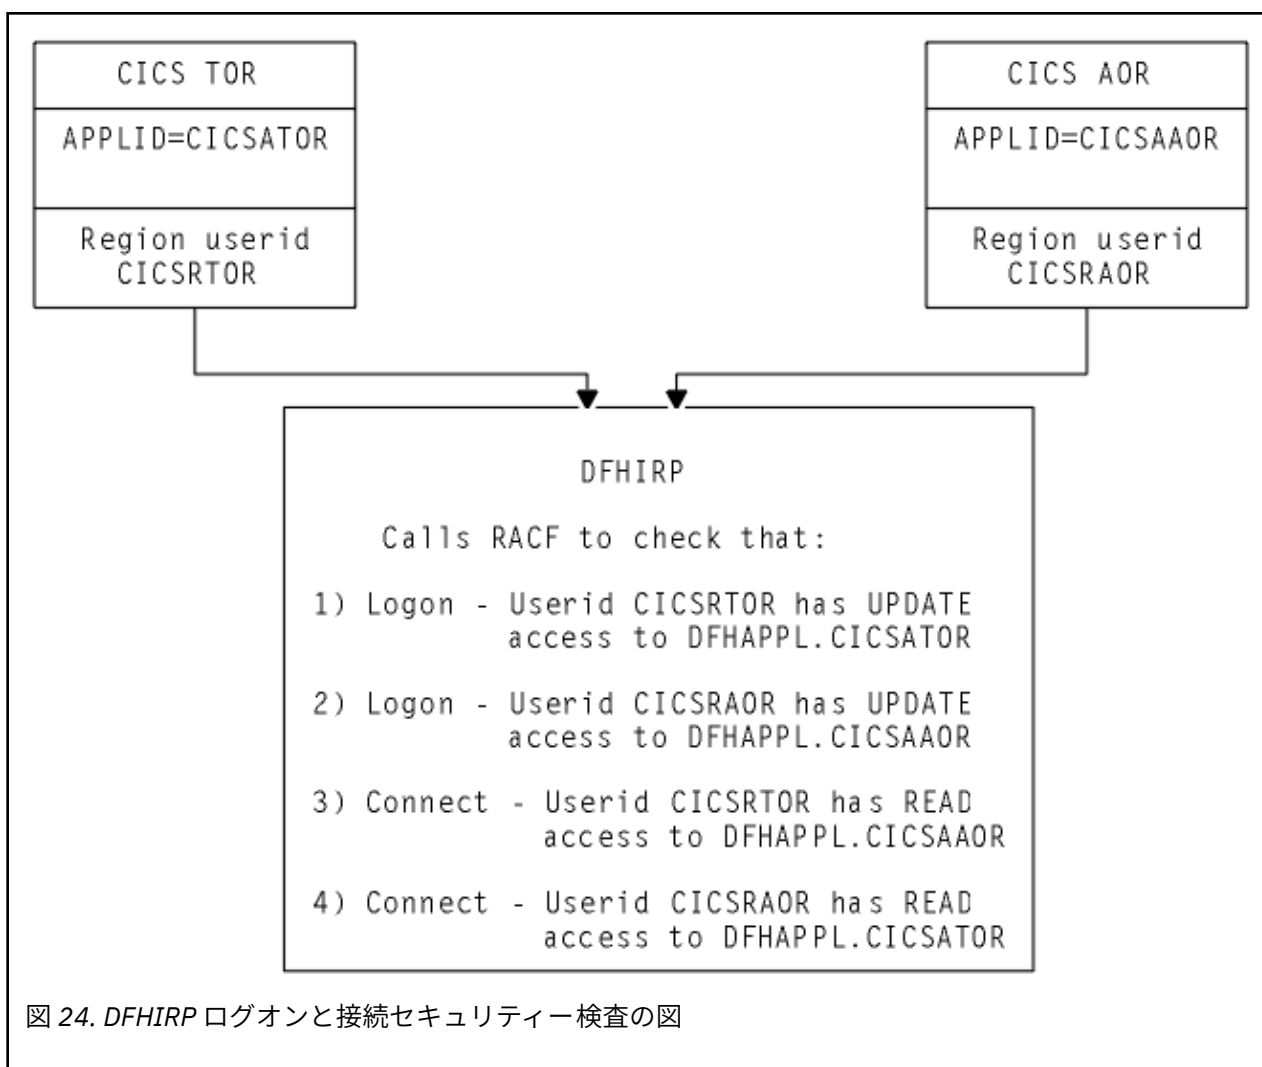 CICS TOR
APPLID=CICSATOR
Region userid
CICSRTOR
CICS AOR
APPLID=CICSAAOR
Region userid
CICSRAOR
DFHIRP
Calls RACF to check that:
1) Logon - Userid CICSRTOR has UPDATE
access to DFHAPPL.CICSATOR
2) Logon - Userid CICSRAOR has UPDATE
access to DFHAPPL.CICSAAOR
3) Connect - Userid CICSRTOR has READ
access to DFHAPPL.CICSAAOR
4) Connect - Userid CICSRAOR has READ
access to DFHAPPL.CICSATOR
図 24. DFHIRP ログオンと接続セキュリティー検査の図